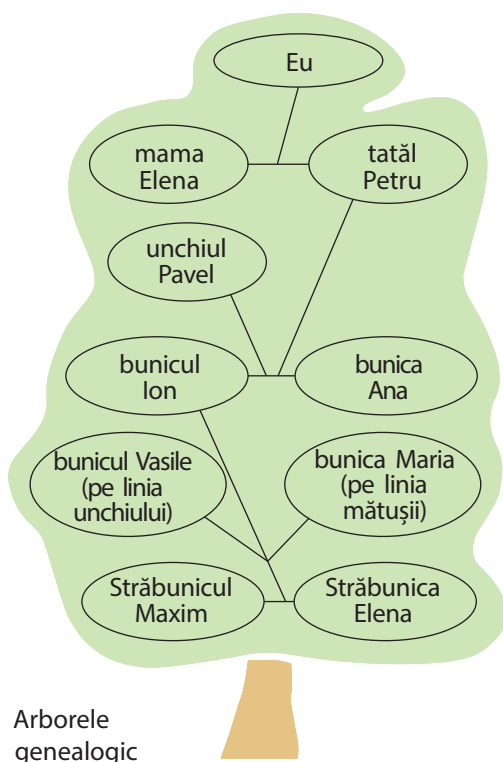 Eu
mama
Elena
tatăl
Petru
unchiul
Pavel
bunicul
Ion
bunica
Ana
bunicul Vasile
(pe linia
unchiului)
bunica Maria
(pe linia
mătușii)
Străbunicul
Maxim
Străbunica
Elena
Arborele
genealogic